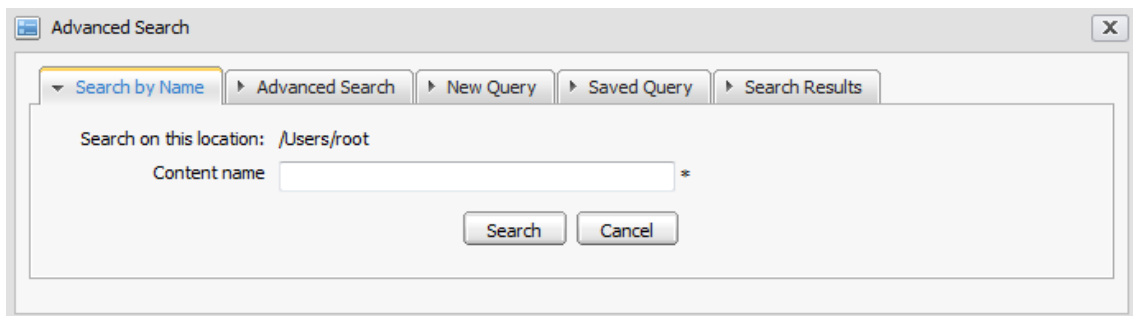 Advanced Search
Search by Name Advanced Search New Query Saved Query Search Results
Search on this location: /Users/root
Content name *
Search Cancel